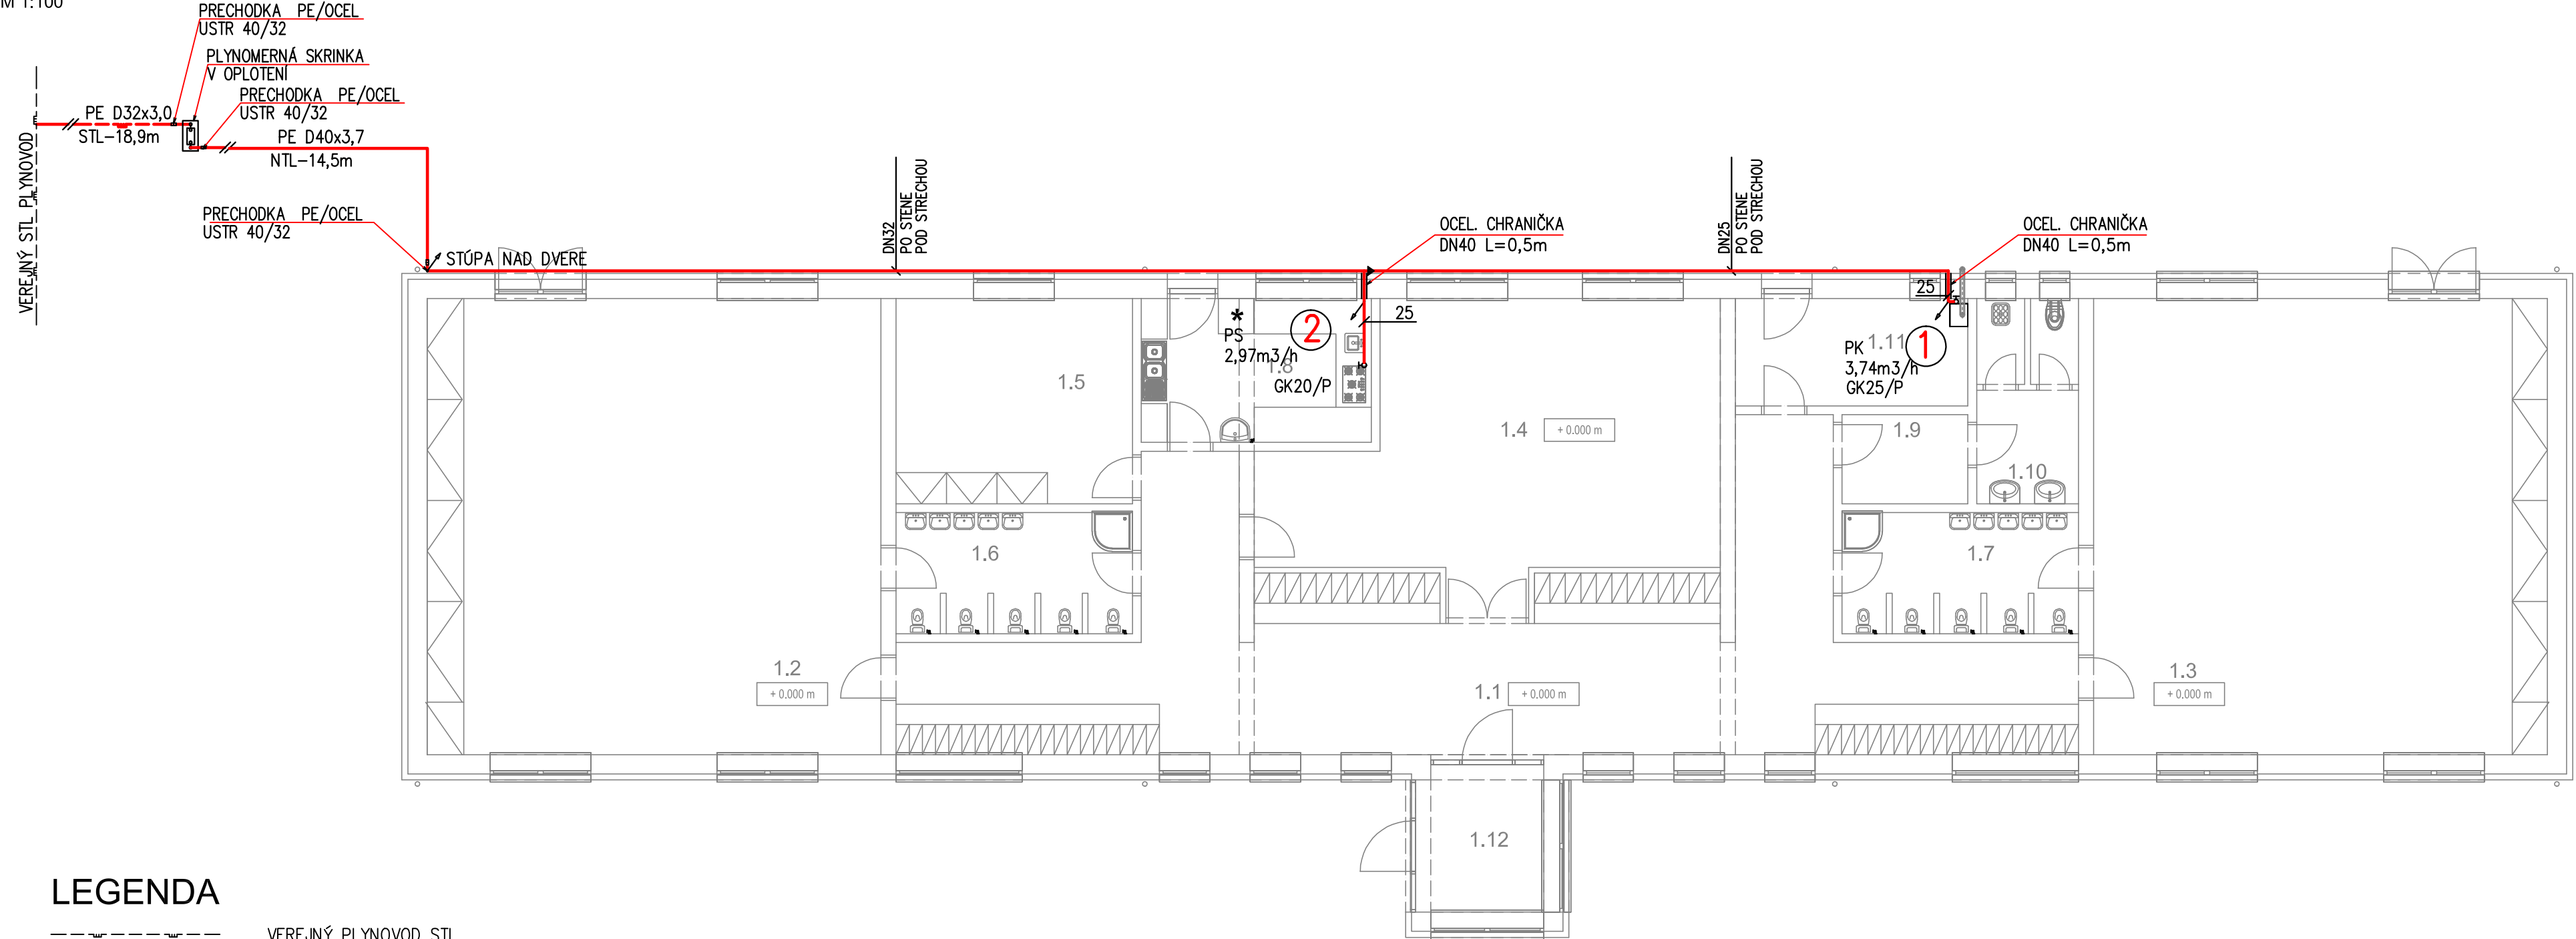 M 1:100
PRECHODKA PE/OCEL
USTR 40/32
PLYNOMERNÁ SKRINKA
V OPLOTENÍ
PRECHODKA PE/OCEL
USTR 40/32
PE D32x3,0
STL-18,9m
PE D40x3,7
NTL-14,5m
VEREJNÝ STL PLYNOVOD
PRECHODKA PE/OCEL
USTR 40/32
STÚPA NAD DVERE
DN32
PO STENE
POD STRECHOU
OCEL. CHRANIČKA
DN40 L=0,5m
DN25
PO STENE
POD STRECHOU
OCEL. CHRANIČKA
DN40 L=0,5m
25
25
*
PS
2,97m3/h
2
1.8
GK20/P
PK
1.11
3,74m3/h
GK25/P
1
1.5
1.4
+ 0.000 m
1.9
1.10
1.6
1.7
1.2
+ 0.000 m
1.1
+ 0.000 m
1.3
+ 0.000 m
1.12
LEGENDA
VEREJNÝ PLYNOVOD STL